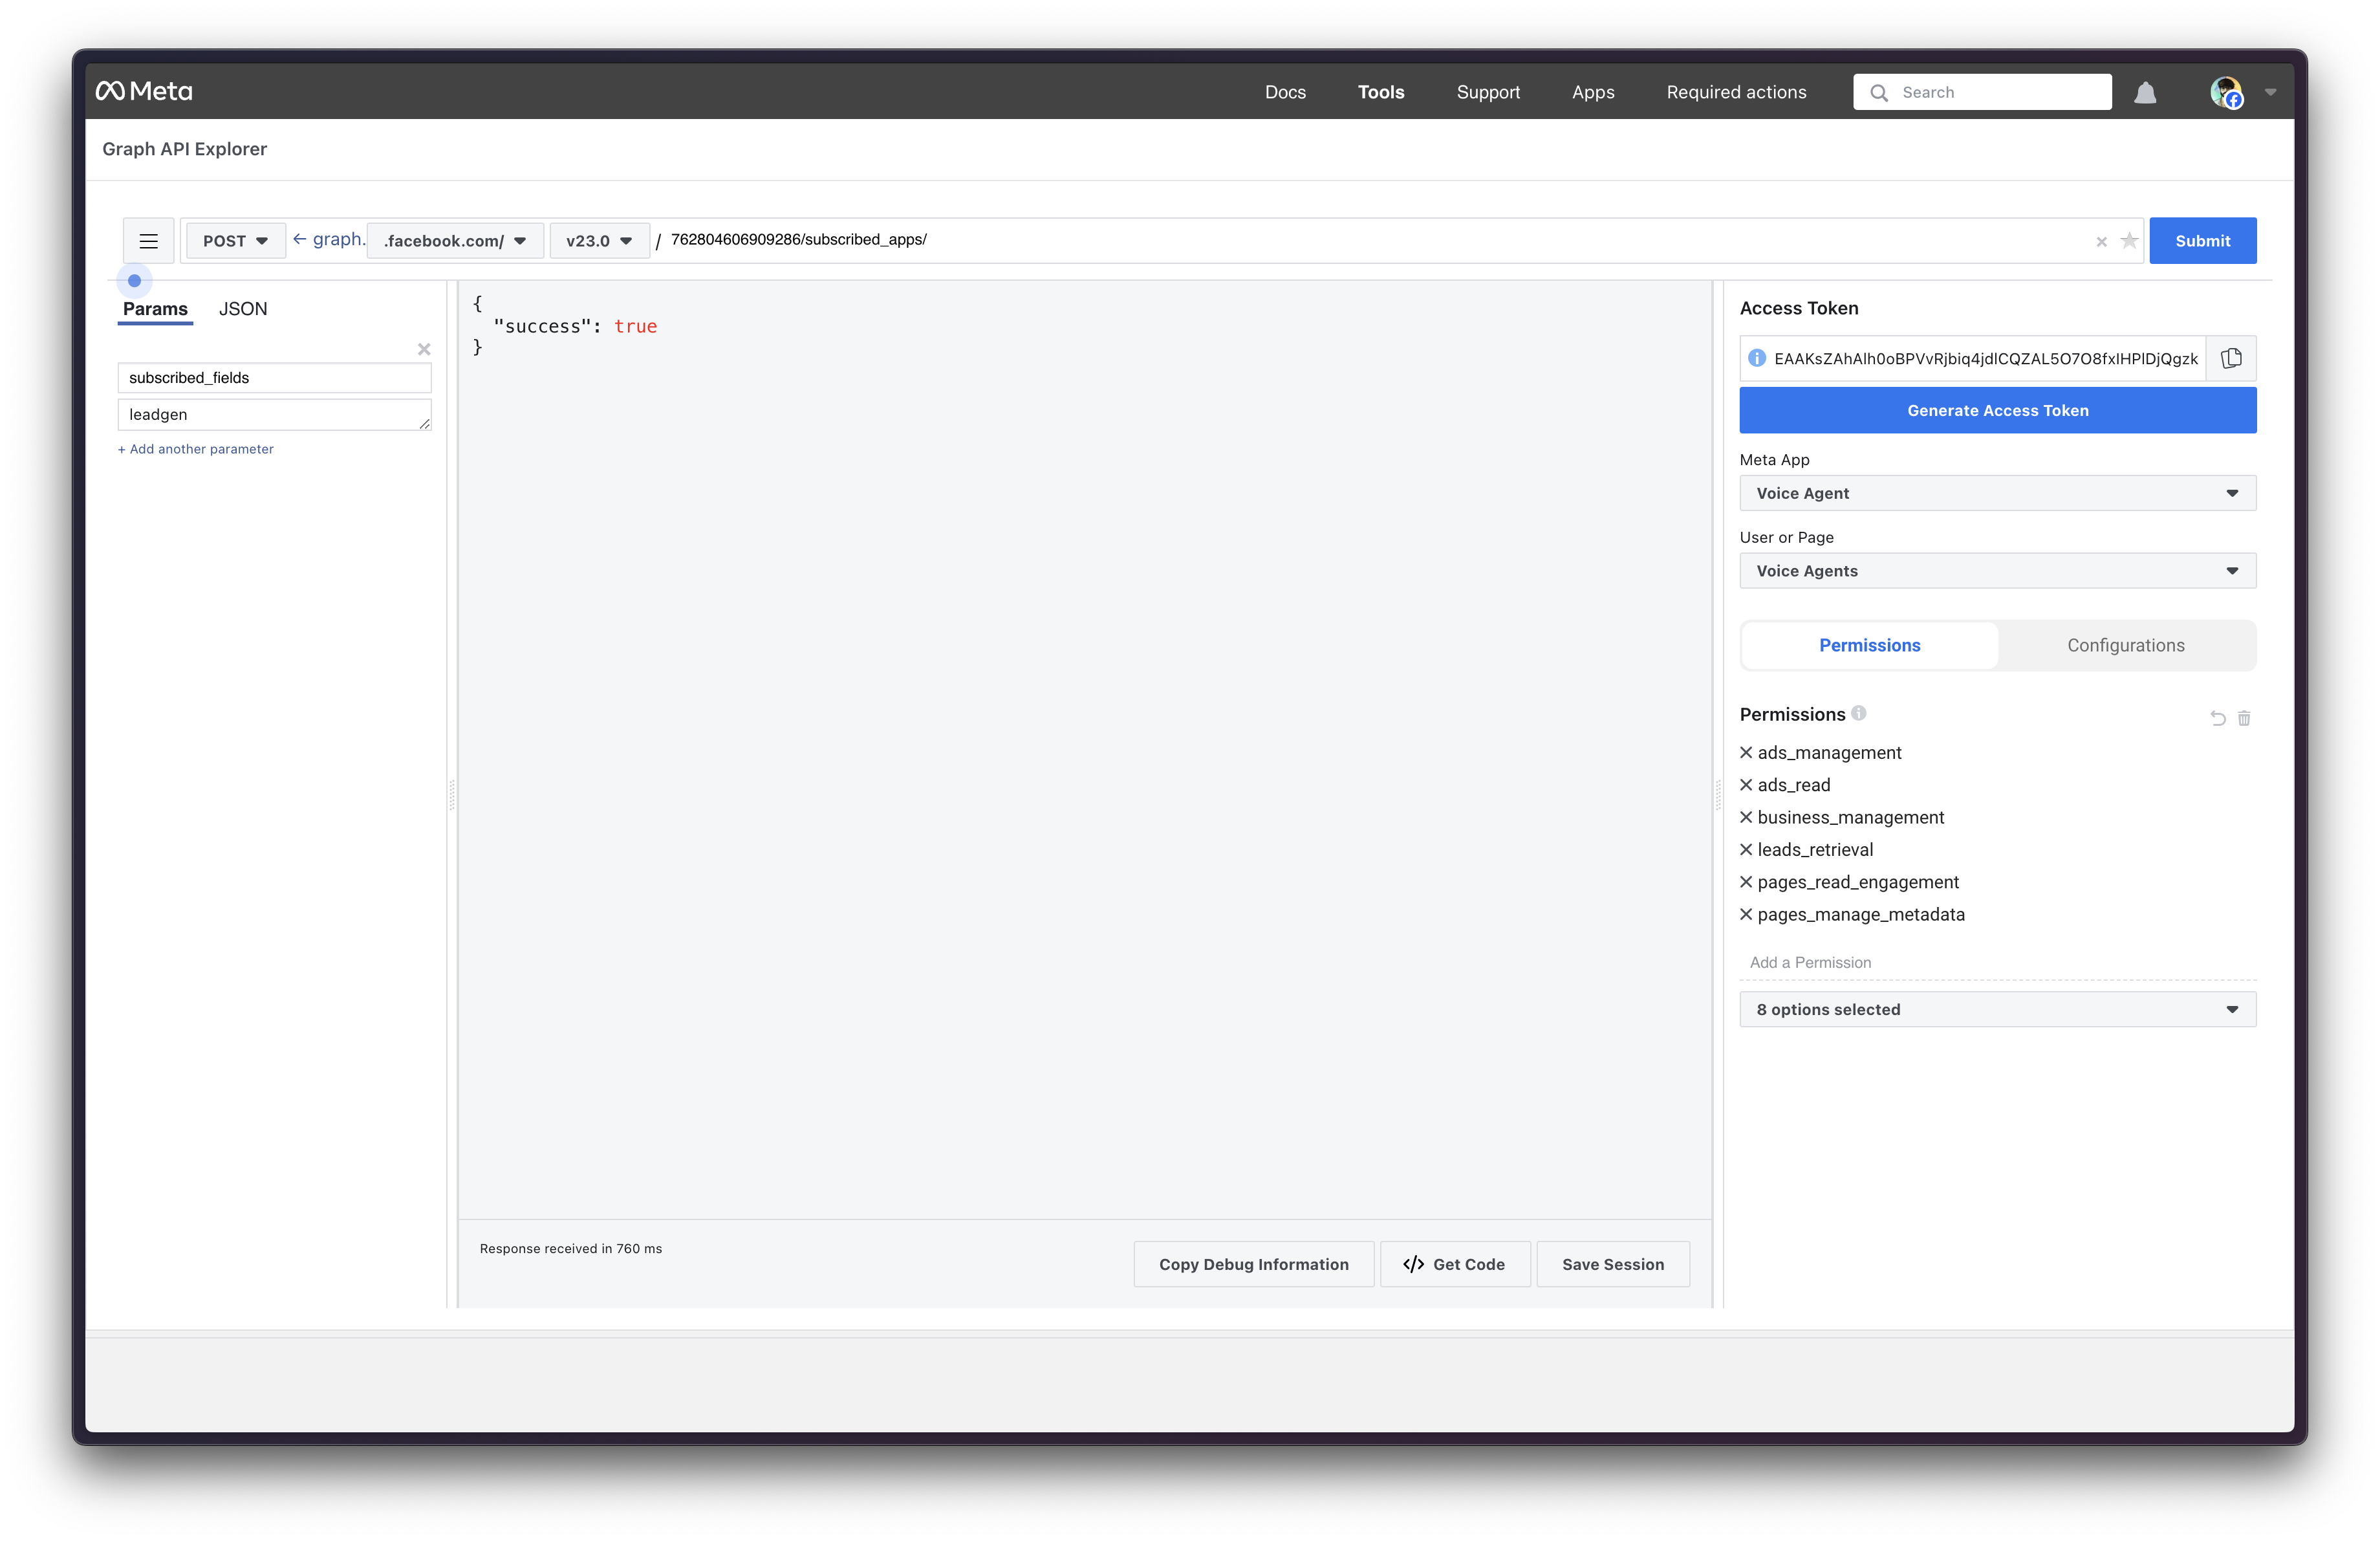 Meta
Docs Tools Support Apps Required actions Search
Graph API Explorer
POST ← graph. .facebook.com/ v23.0 / 762804606909286/subscribed_apps/ Submit
Params JSON
subscribed_fields
leadgen
+ Add another parameter
{
"success": true
}
Response received in 760 ms
Copy Debug Information </> Get Code Save Session
Access Token
EAAKsZAhAlh0oBPVvRjbiq4jdlCQZAL5O7O8fxIHPIDjQgzk
Generate Access Token
Meta App
Voice Agent
User or Page
Voice Agents
Permissions Configurations
Permissions
ads_management
ads_read
business_management
leads_retrieval
pages_read_engagement
pages_manage_metadata
Add a Permission
8 options selected